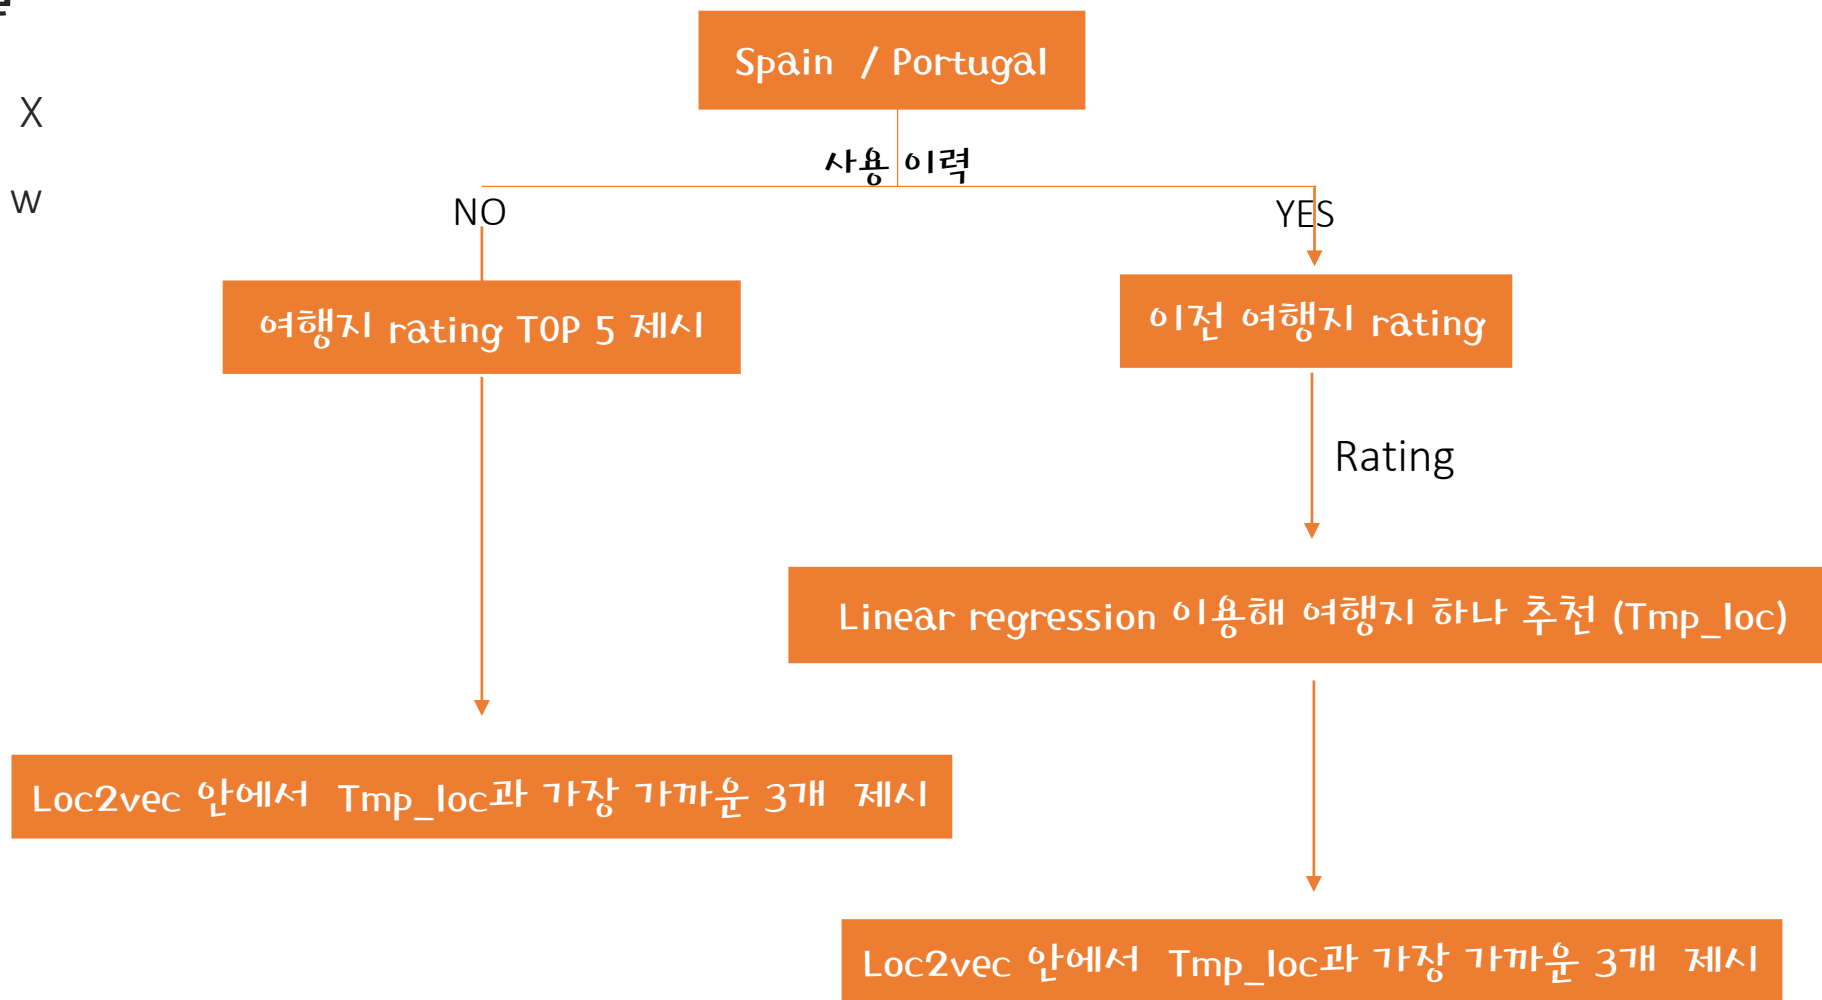 Spain / Portugal
X
사용 이력
W
NO
YES
여행지 rating TOP 5 제시
이전 여행지 rating
Rating
Linear regression 이용해 여행지 하나 추천 (Tmp_loc)
Loc2vec 안에서 Tmp_loc과 가장 가까운 3개 제시
Loc2vec 안에서 Tmp_loc과 가장 가까운 3개 제시